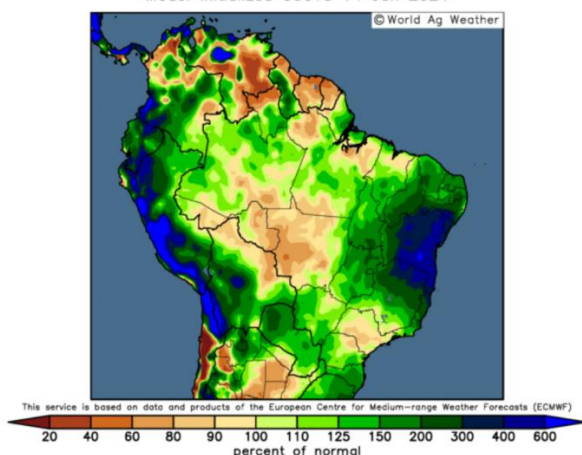 © World Ag Weather
This service is based on data and products of the European Centre for Medium-range Weather Forecasts (ECMWF)
20 40 60 80 90 100 110 125 150 200 300 400 600
percent of normal